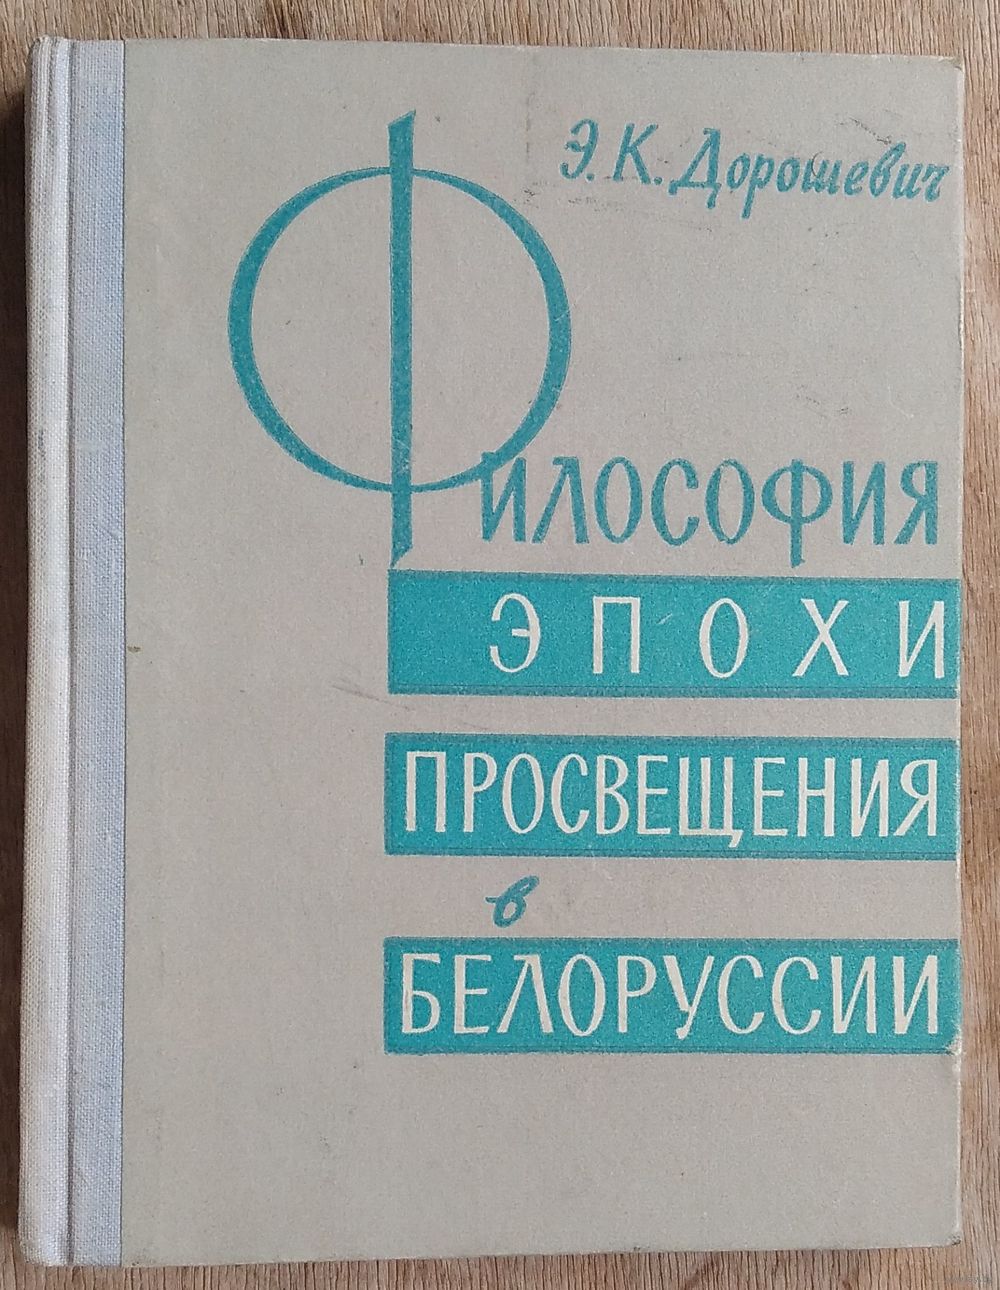 Э. К. Дорошевич
Философия
ЭПОХИ
ПРОСВЕЩЕНИЯ
в
БЕЛОРУССИИ